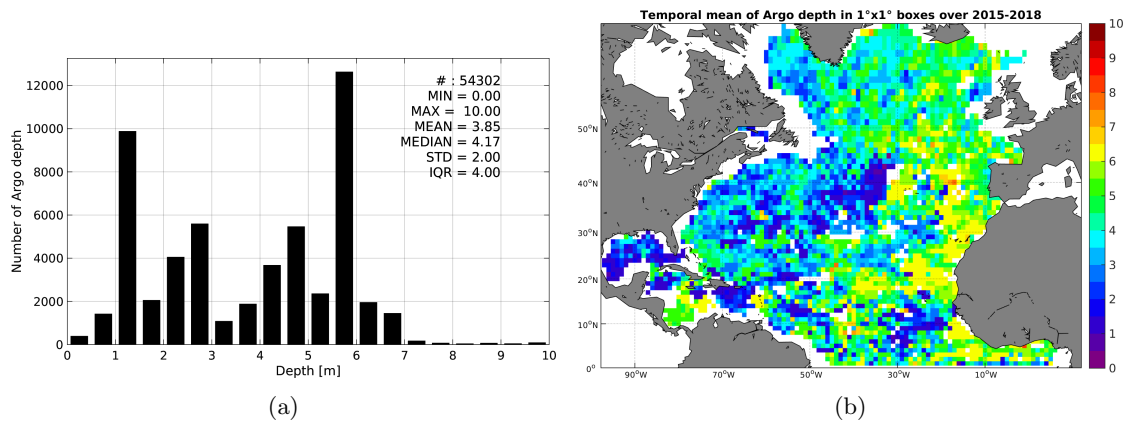 12000
10000
8000
6000
4000
2000
0
Number of Argo depth
# : 54302
MIN = 0.00
MAX = 10.00
MEAN = 3.85
MEDIAN = 4.17
STD = 2.00
IQR = 4.00
0 1 2 3 4 5 6 7 8 9 10
Depth [m]
(a)
Temporal mean of Argo depth in 1°x1° boxes over 2015-2018
50°N
40°N
30°N
20°N
10°N
0°
90°W 70°W 50°W 30°W 10°W
10
9
8
7
6
5
4
3
2
1
0
(b)